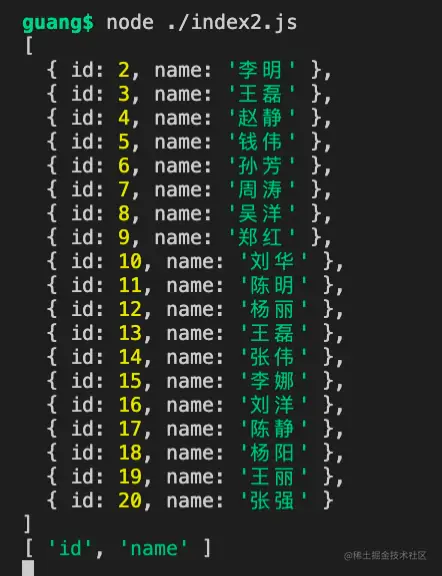 guang$ node ./index2.js
[
  { id: 2, name: '李明' },
  { id: 3, name: '王磊' },
  { id: 4, name: '赵静' },
  { id: 5, name: '钱伟' },
  { id: 6, name: '孙芳' },
  { id: 7, name: '周涛' },
  { id: 8, name: '吴洋' },
  { id: 9, name: '郑红' },
  { id: 10, name: '刘华' },
  { id: 11, name: '陈明' },
  { id: 12, name: '杨丽' },
  { id: 13, name: '王磊' },
  { id: 14, name: '张伟' },
  { id: 15, name: '李娜' },
  { id: 16, name: '刘洋' },
  { id: 17, name: '陈静' },
  { id: 18, name: '杨阳' },
  { id: 19, name: '王丽' },
  { id: 20, name: '张强' }
]
[ 'id', 'name' ]
@稀土掘金技术社区